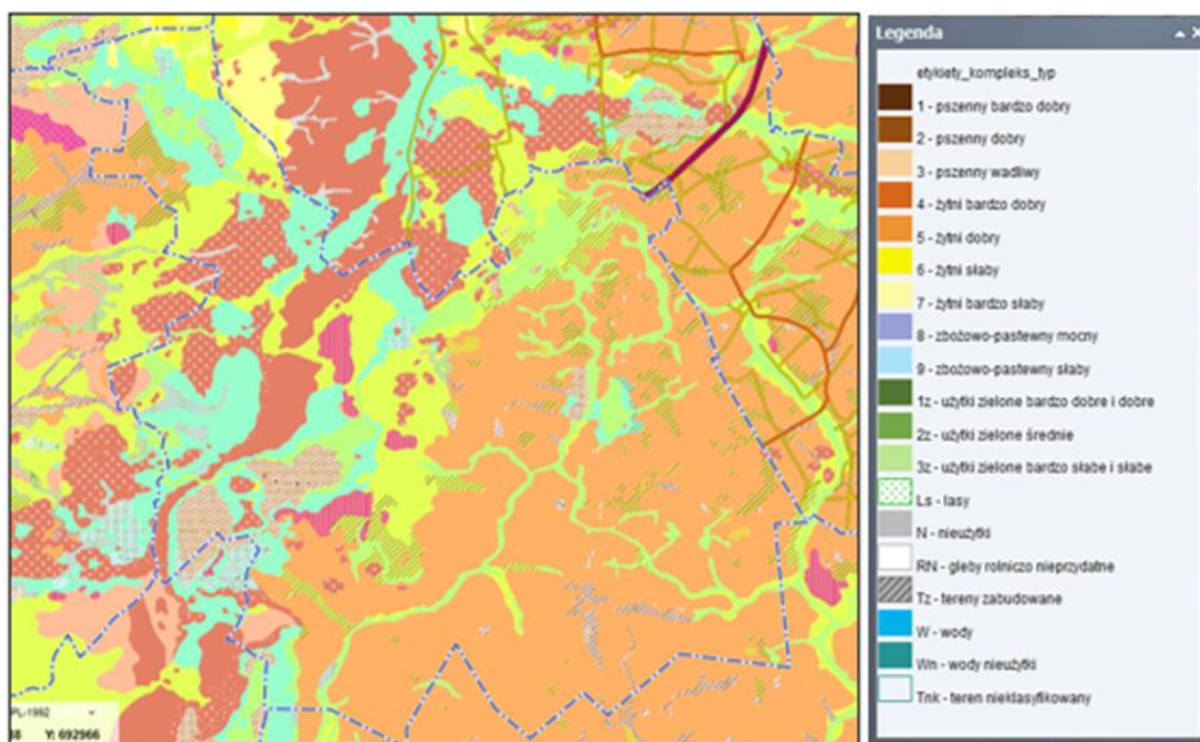 Legenda
etykiety_kompleks_typ
1 - pszenny bardzo dobry
2 - pszenny dobry
3 - pszenny wadliwy
4 - żytni bardzo dobry
5 - żytni dobry
6 - żytni słaby
7 - żytni bardzo słaby
8 - zbożowo-pastewny mocny
9 - zbożowo-pastewny słaby
1z - użytki zielone bardzo dobre i dobre
2z - użytki zielone średnie
3z - użytki zielone bardzo słabe i słabe
Ls - lasy
N - nieużytki
RN - gleby rolniczo nieprzydatne
Tz - tereny zabudowane
W - wody
Wn - wody nieużytki
Tnk - teren nieklasyfikowany
PL-1992
38 Y: 692966